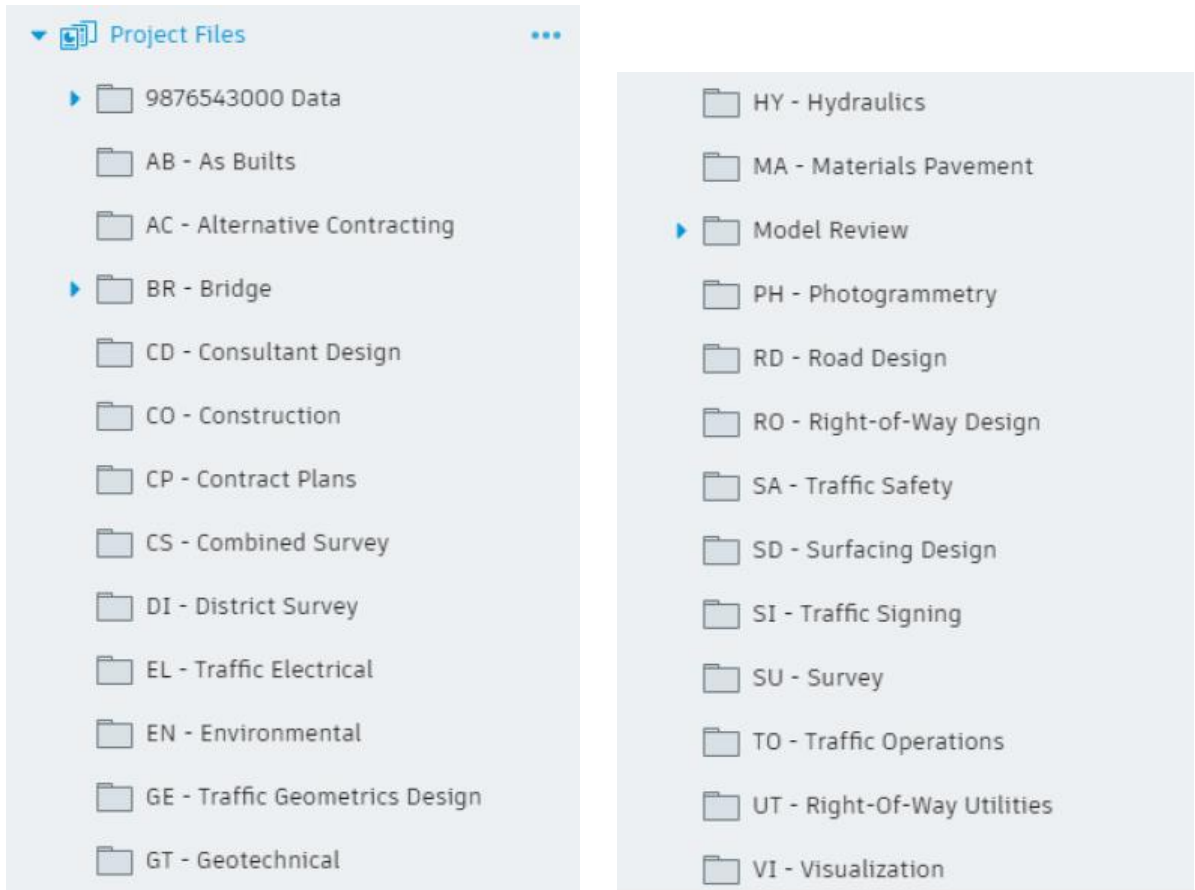 Project Files
9876543000 Data
AB - As Builts
AC - Alternative Contracting
BR - Bridge
CD - Consultant Design
CO - Construction
CP - Contract Plans
CS - Combined Survey
DI - District Survey
EL - Traffic Electrical
EN - Environmental
GE - Traffic Geometrics Design
GT - Geotechnical
HY - Hydraulics
MA - Materials Pavement
Model Review
PH - Photogrammetry
RD - Road Design
RO - Right-of-Way Design
SA - Traffic Safety
SD - Surfacing Design
SI - Traffic Signing
SU - Survey
TO - Traffic Operations
UT - Right-Of-Way Utilities
VI - Visualization